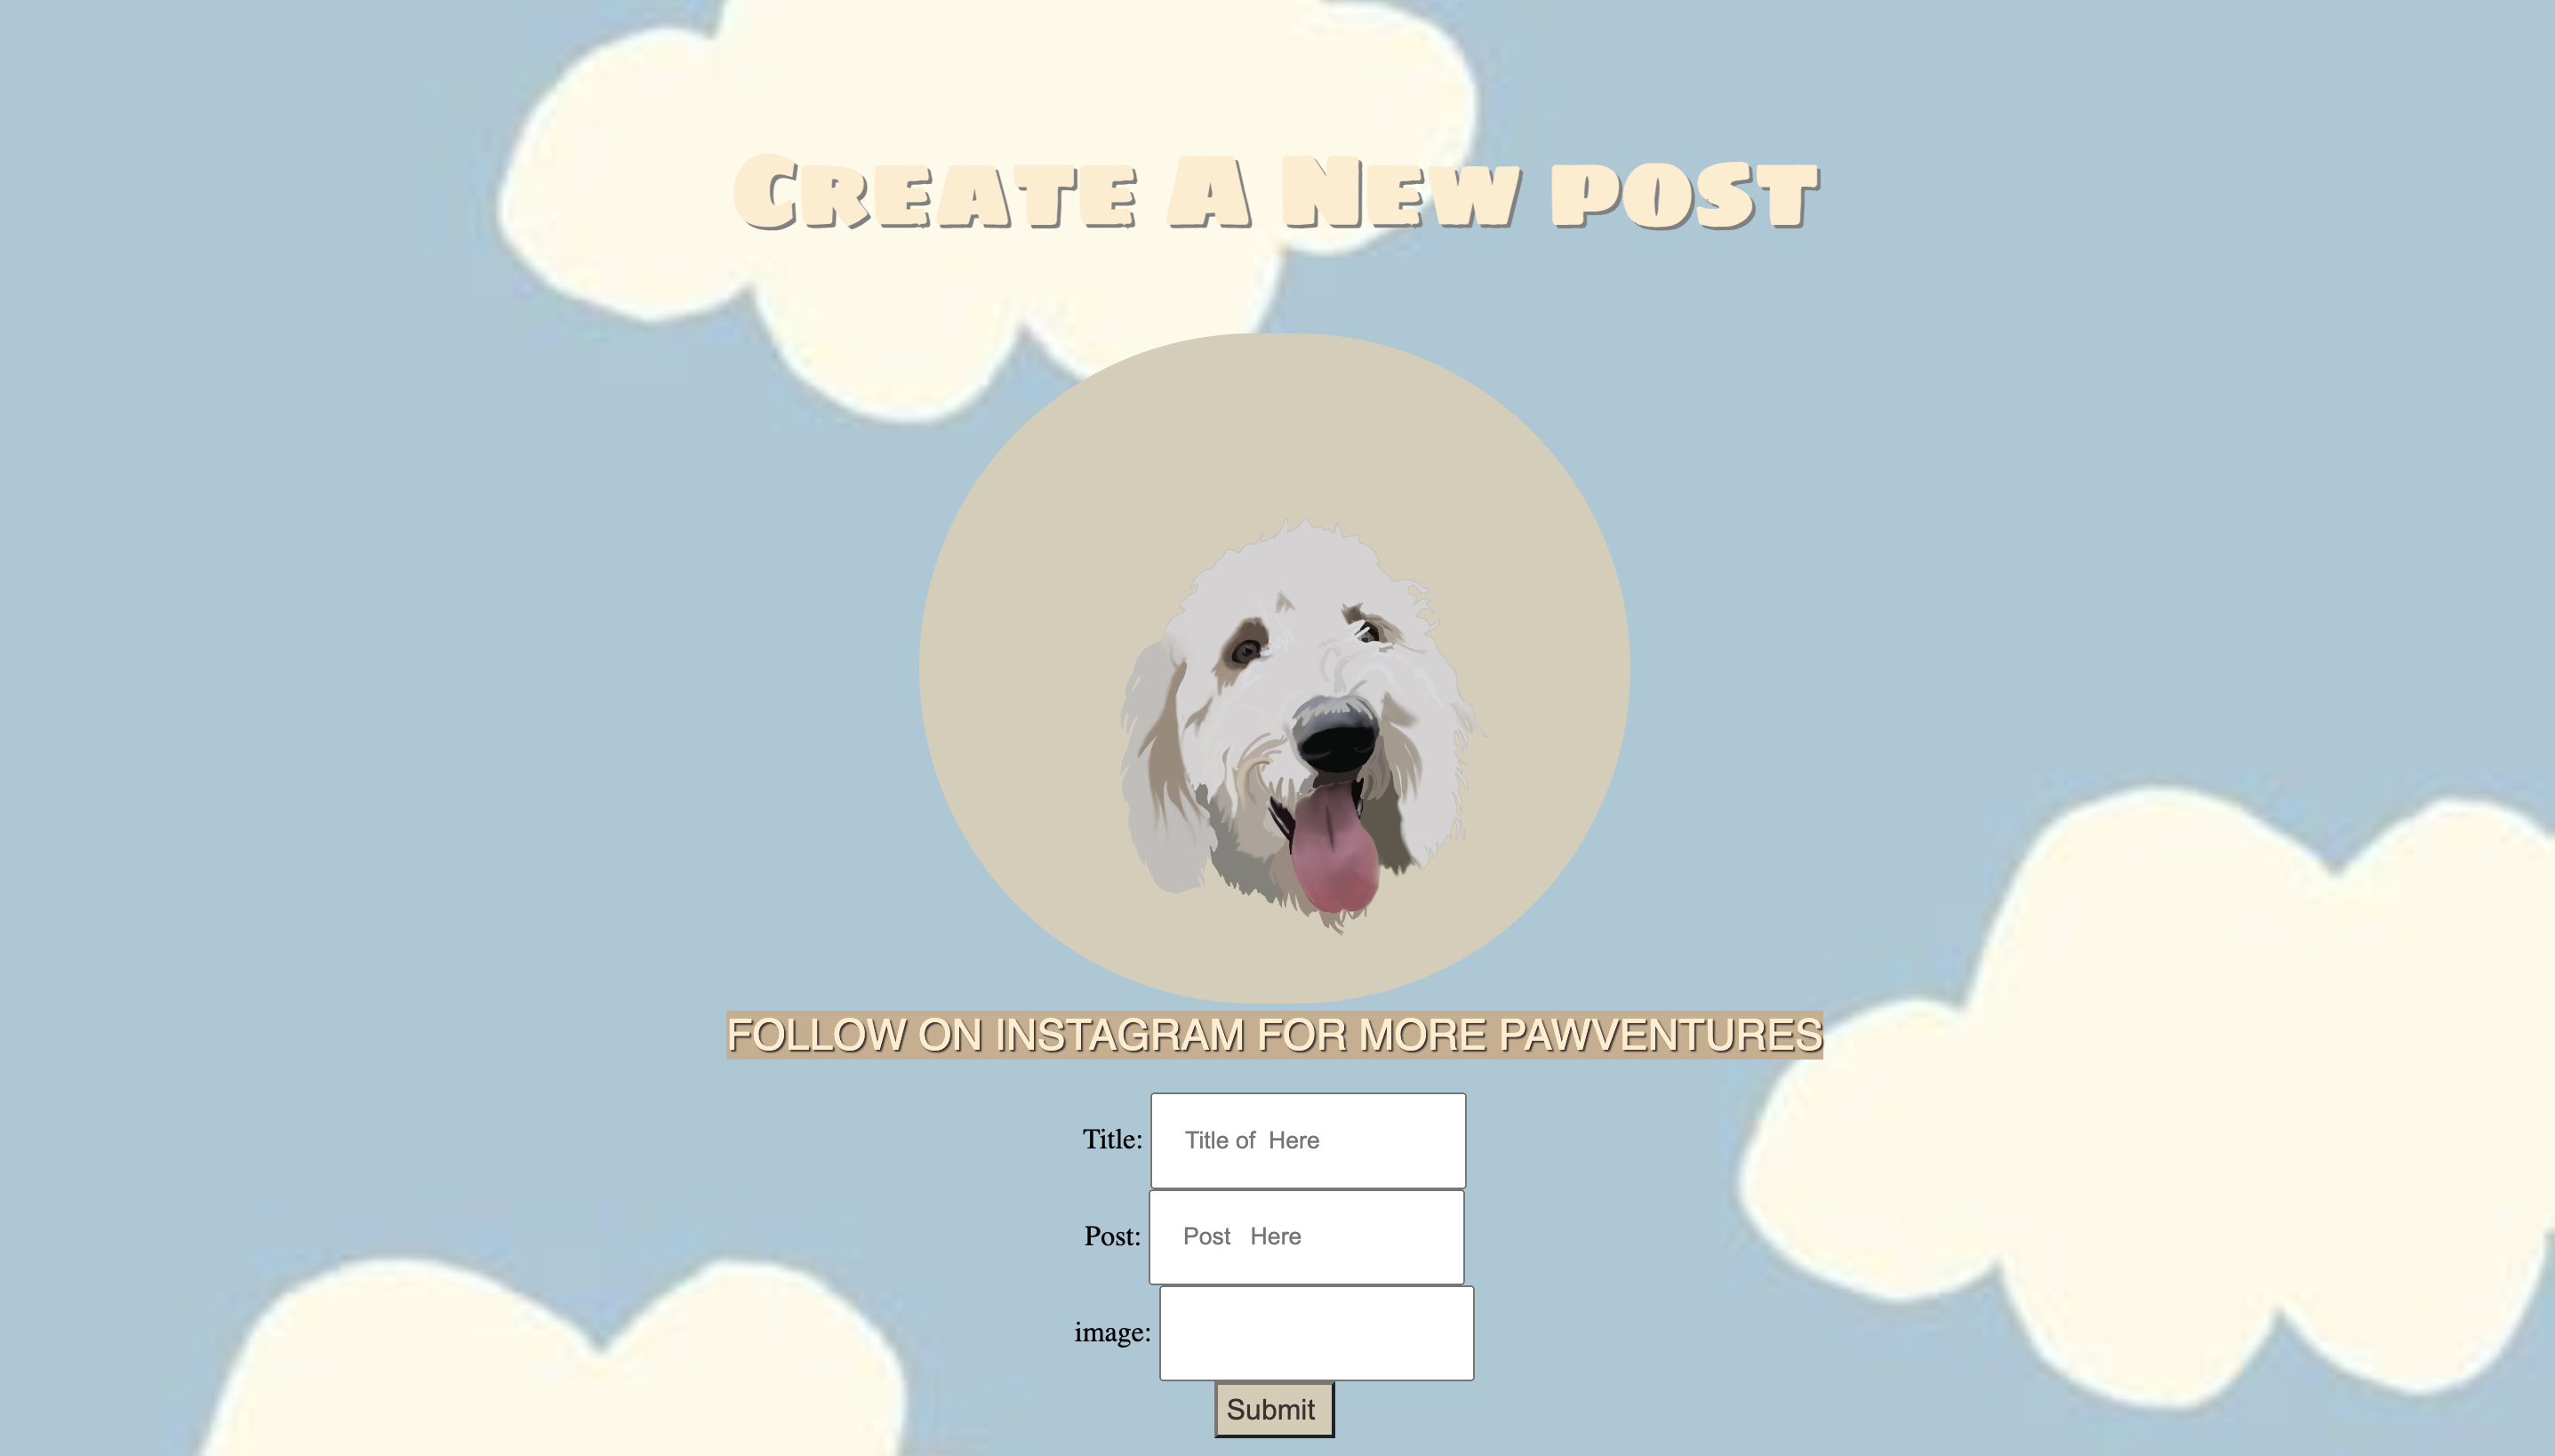 Create A New post
FOLLOW ON INSTAGRAM FOR MORE PAWVENTURES
Title: Title of  Here
Post: Post   Here
image:
Submit